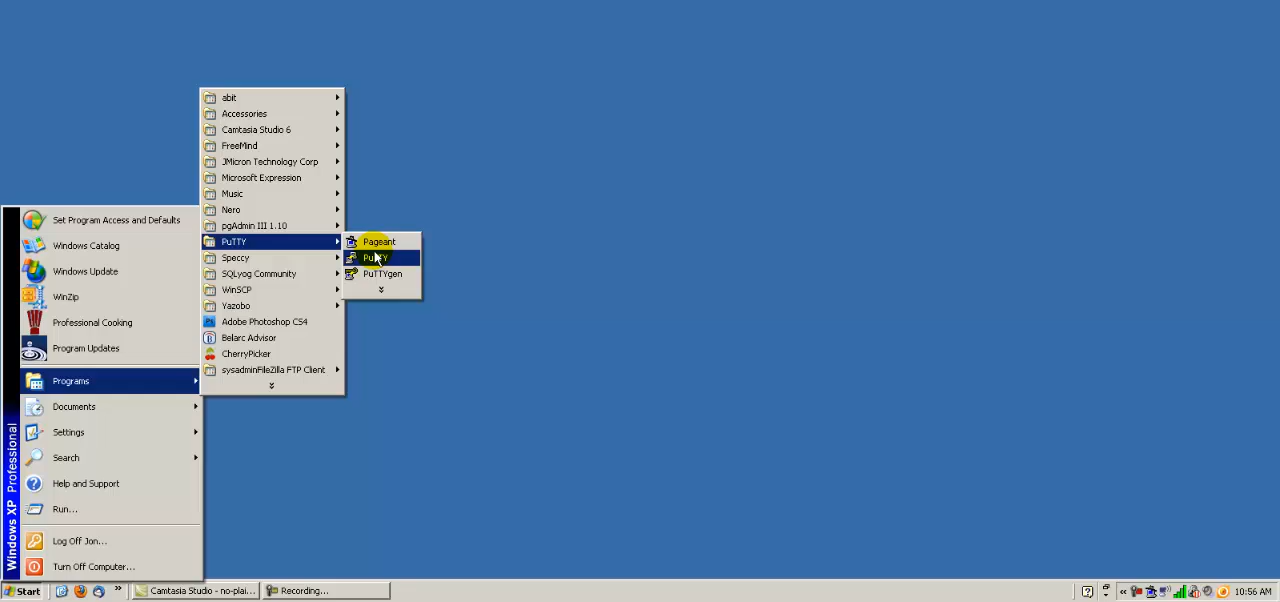 abit
Accessories
Camtasia Studio 6
FreeMind
JMicron Technology Corp
Microsoft Expression
Music
Nero
pgAdmin III 1.10
PuTTY
Speccy
SQLyog Community
WinSCP
Yazobo
Adobe Photoshop CS4
Belarc Advisor
CherryPicker
sysadminFileZilla FTP Client
Pageant
PuTTY
PuTTYgen
Set Program Access and Defaults
Windows Catalog
Windows Update
WinZip
Professional Cooking
Program Updates
Programs
Documents
Settings
Search
Help and Support
Run...
Log Off Jon...
Turn Off Computer...
Windows XP Professional
Start
Camtasia Studio - no-plai...
Recording...
10:56 AM